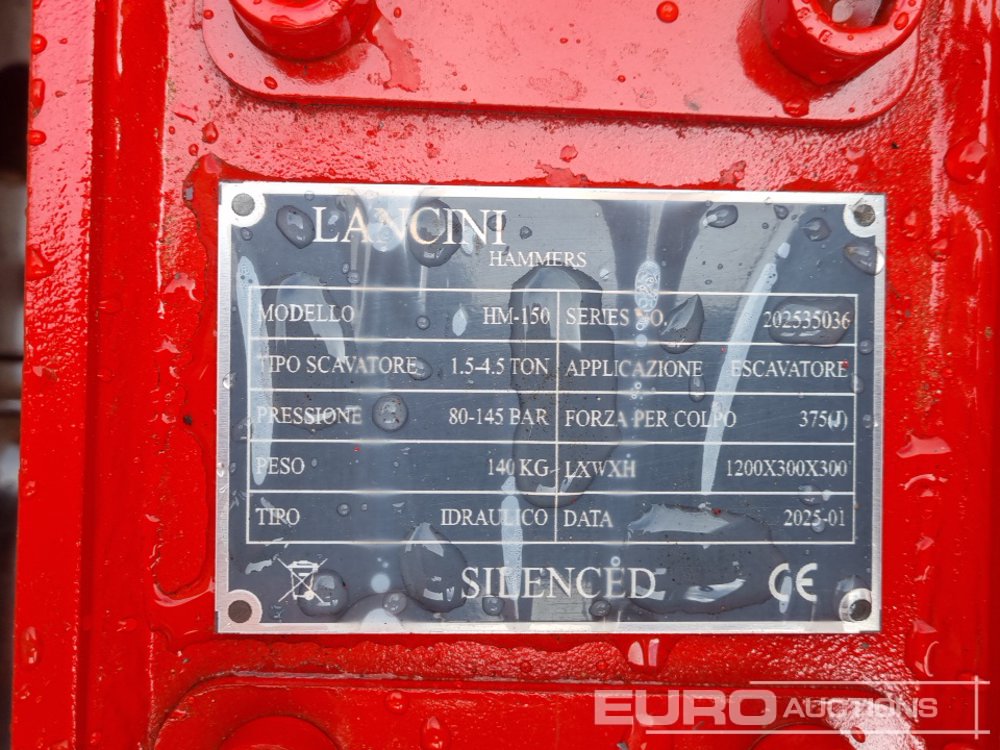 LANCINI
HAMMERS
MODELLO HM-150 SERIES NO. 202535036
TIPO SCAVATORE 1.5-4.5 TON APPLICAZIONE ESCAVATORE
PRESSIONE 80-145 BAR FORZA PER COLPO 375(J)
PESO 140 KG LXWXH 1200X300X300
TIRO IDRAULICO DATA 2025-01
SILENCED CE
EURO AUCTIONS